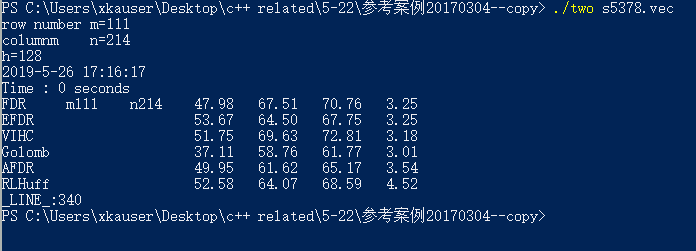 PS C:\Users\xkauser\Desktop\c++ related\5-22\参考案例20170304--copy> ./two s5378.vec
row number m=111
columnm    n=214
h=128
2019-5-26 17:16:17
Time : 0 seconds
FDR     m111    n214    47.98   67.51   70.76   3.25
EFDR                    53.67   64.50   67.75   3.25
VIHC                    51.75   69.63   72.81   3.18
Golomb                  37.11   58.76   61.77   3.01
AFDR                    49.95   61.62   65.17   3.54
RLHuff                  52.58   64.07   68.59   4.52
_LINE_:340
PS C:\Users\xkauser\Desktop\c++ related\5-22\参考案例20170304--copy>